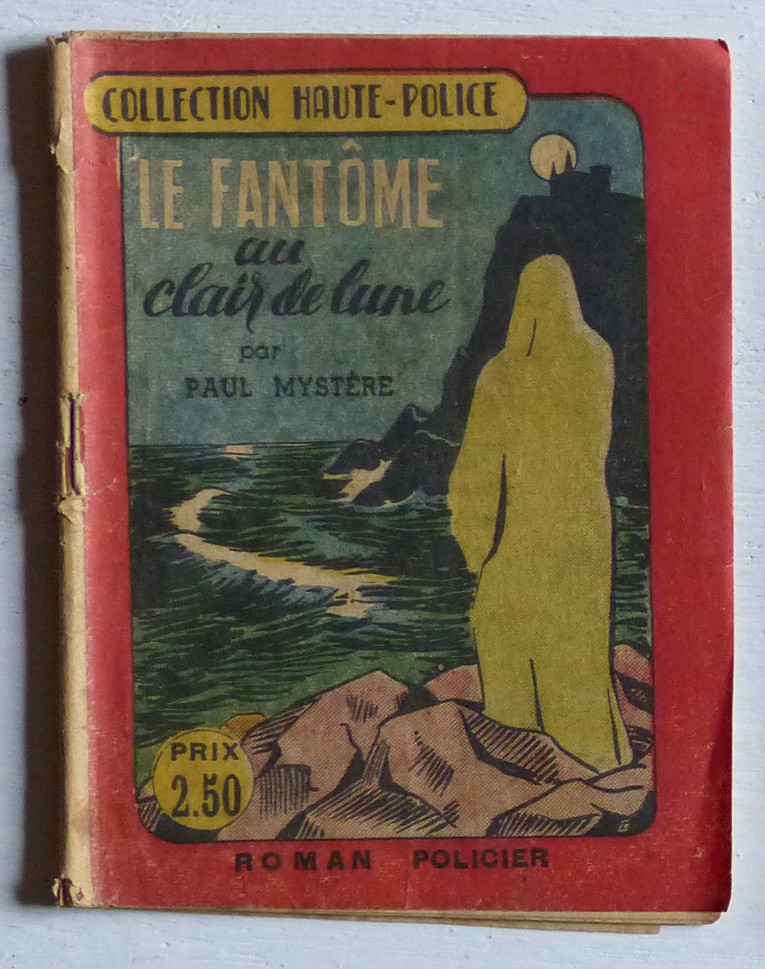 COLLECTION HAUTE-POLICE
LE FANTÔME
au
clair de lune
par
PAUL MYSTÈRE
PRIX
2.50
ROMAN POLICIER